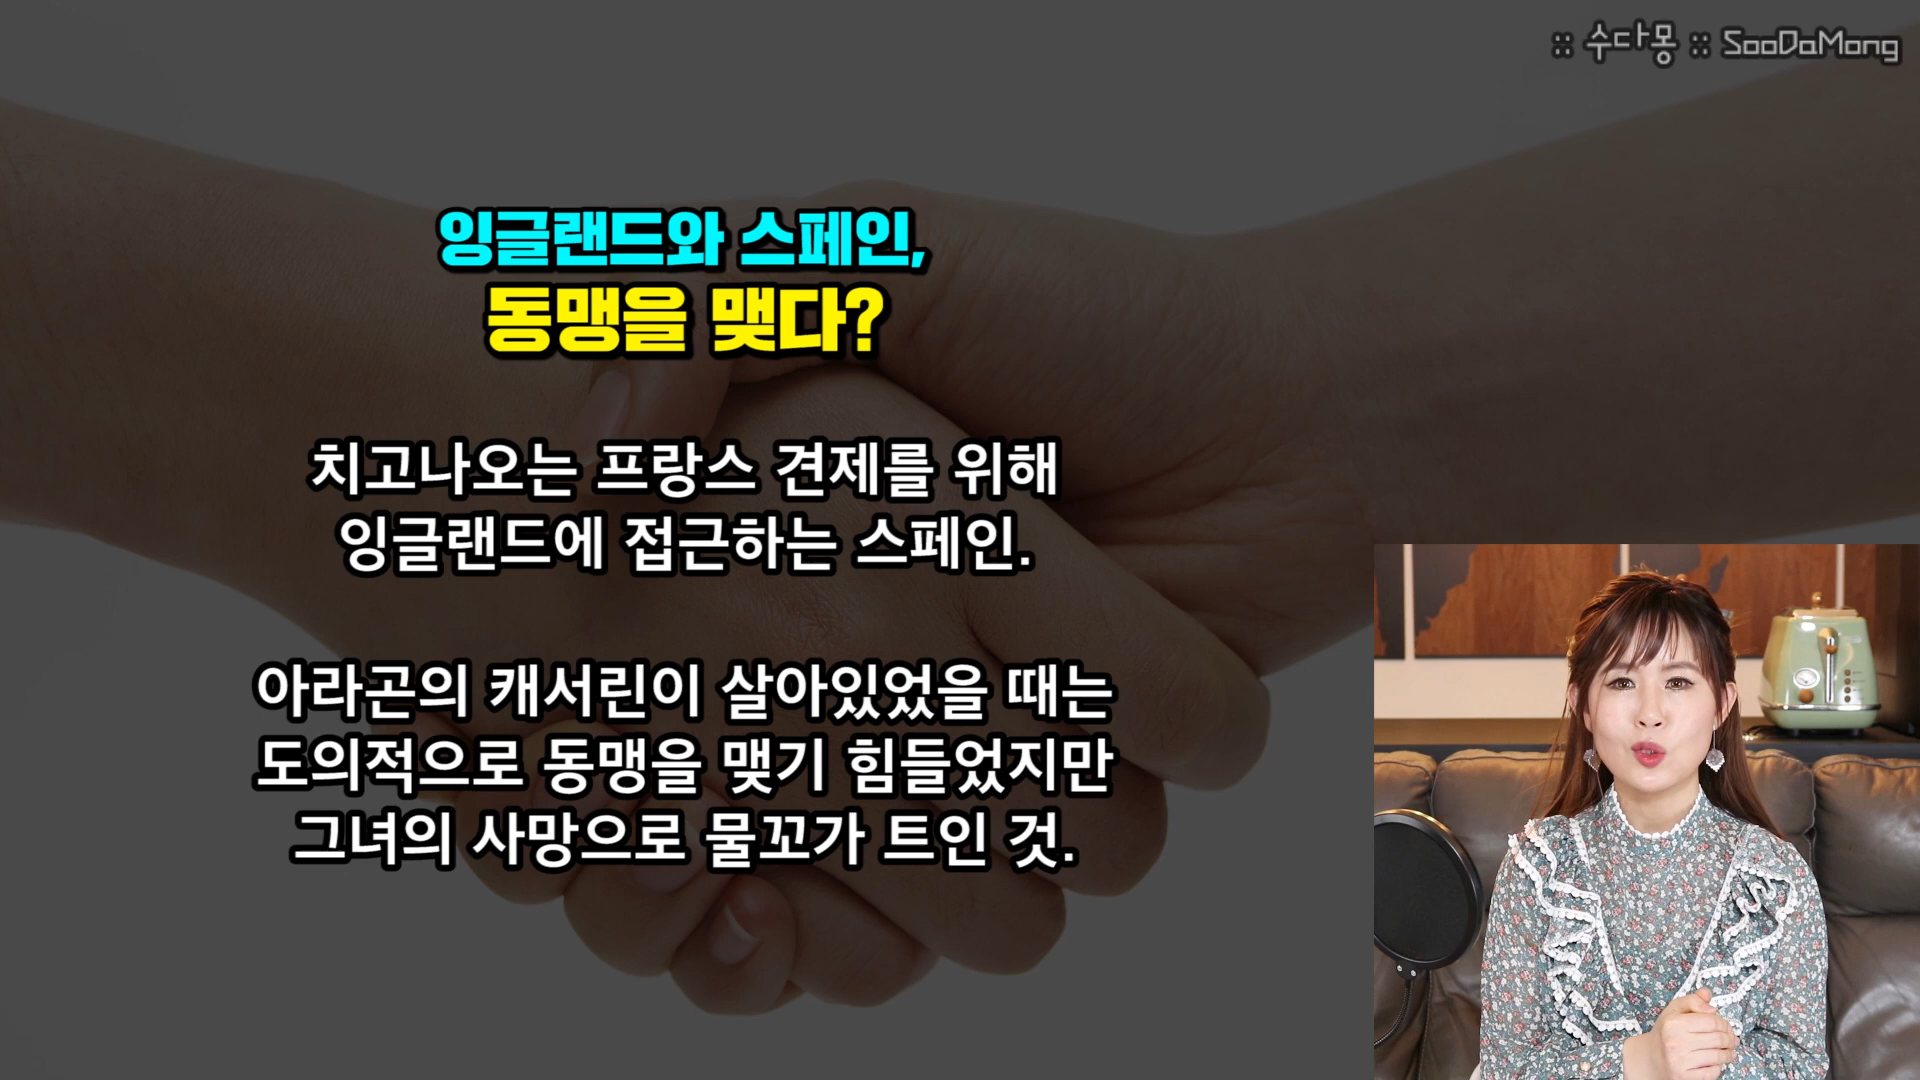 :: 수다몽 :: SooDaMong
잉글랜드와 스페인,
동맹을 맺다?
치고나오는 프랑스 견제를 위해
잉글랜드에 접근하는 스페인.
아라곤의 캐서린이 살아있었을 때는
도의적으로 동맹을 맺기 힘들었지만
그녀의 사망으로 물꼬가 트인 것.